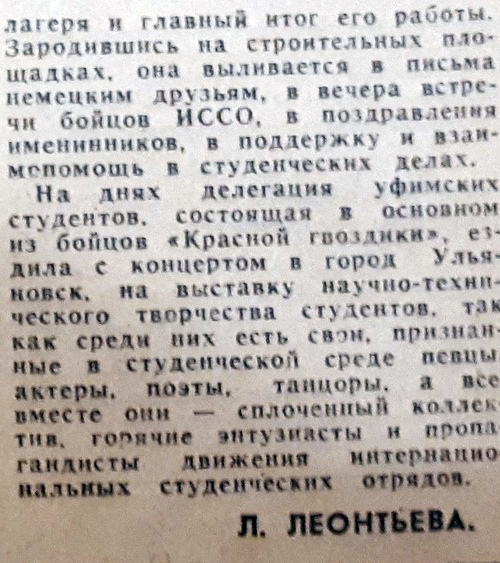 лагеря и главный итог его работы.
Зародившись на строительных пло-
щадках, она выливается в письма
немецким друзьям, в вечера встре-
чи бойцов ИССО, в поздравления
именинников, в поддержку и взаи-
мопомощь в студенческих делах.
На днях делегация уфимских
студентов, состоящая в основном
из бойцов «Красной гвоздики», ез-
дила с концертом в город Улья-
новск, на выставку научно-техни-
ческого творчества студентов, так
как среди них есть свои, признан-
ные в студенческой среде певцы,
актеры, поэты, танцоры, а все
вместе они — сплоченный коллек-
тив, горячие энтузиасты и пропа-
гандисты движения интернацио-
нальных студенческих отрядов.
Л. ЛЕОНТЬЕВА.